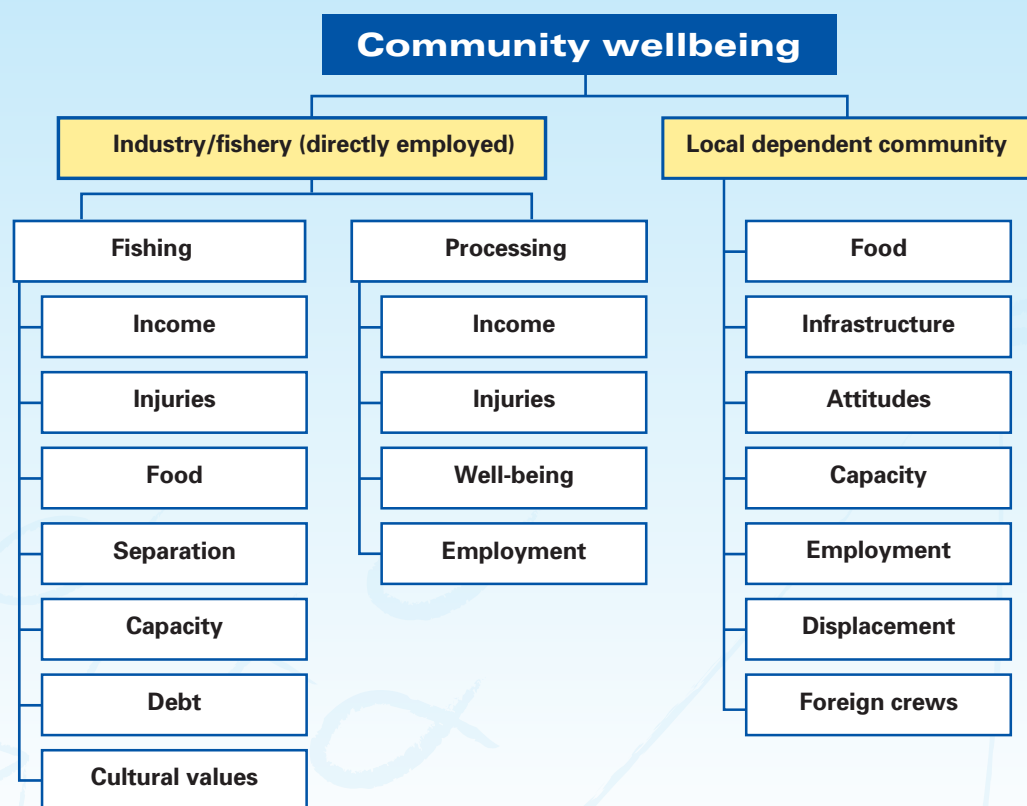 Community wellbeing
Industry/fishery (directly employed)
Local dependent community
Fishing
Income
Injuries
Food
Separation
Capacity
Debt
Cultural values
Processing
Income
Injuries
Well-being
Employment
Food
Infrastructure
Attitudes
Capacity
Employment
Displacement
Foreign crews